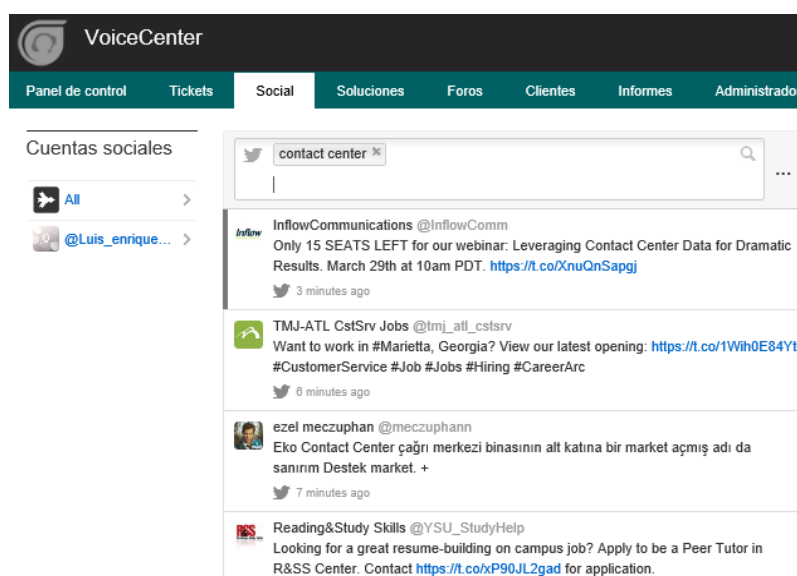 VoiceCenter
Panel de control Tickets Social Soluciones Foros Clientes Informes Administrado
Cuentas sociales
All
@Luis_enrique...
contact center ×
...
Inflow
InflowCommunications @InflowComm
Only 15 SEATS LEFT for our webinar: Leveraging Contact Center Data for Dramatic
Results. March 29th at 10am PDT. https://t.co/XnuQnSapgj
3 minutes ago
TMJ-ATL CstSrv Jobs @tmj_atl_cstsrv
Want to work in #Marietta, Georgia? View our latest opening: https://t.co/1Wih0E84Yt
#CustomerService #Job #Jobs #Hiring #CareerArc
6 minutes ago
ezel meczuphan @meczuphann
Eko Contact Center çağrı merkezi binasının alt katına bir market açmış adı da
sanırım Destek market. +
7 minutes ago
R&SS
Reading&Study Skills @YSU_StudyHelp
Looking for a great resume-building on campus job? Apply to be a Peer Tutor in
R&SS Center. Contact https://t.co/xP90JL2gad for application.